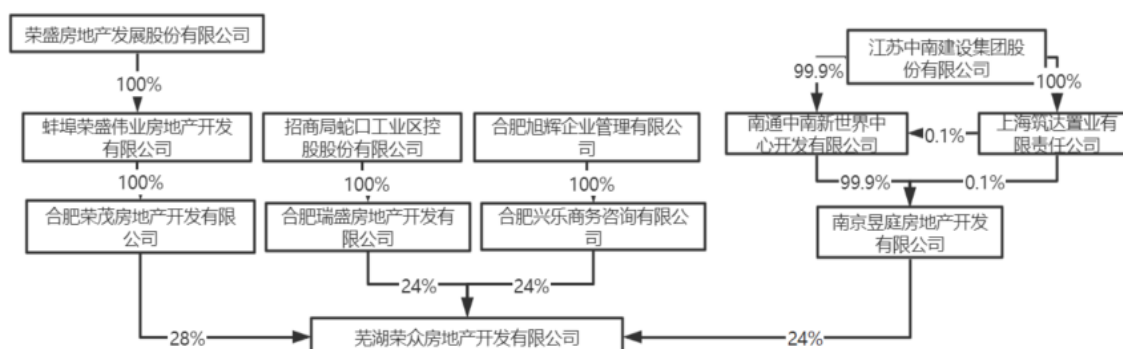 荣盛房地产发展股份有限公司
江苏中南建设集团股
份有限公司
100%
99.9%
100%
蚌埠荣盛伟业房地产开发
有限公司
招商局蛇口工业区控
股股份有限公司
合肥旭辉企业管理有限公
司
南通中南新世界中
心开发有限公司
0.1%
上海筑达置业有
限责任公司
100%
100%
100%
99.9%
0.1%
合肥荣茂房地产开发有限
公司
合肥瑞盛房地产开发有
限公司
合肥兴乐商务咨询有限公
司
南京昱庭房地产开发
有限公司
24%
24%
28%
芜湖荣众房地产开发有限公司
24%